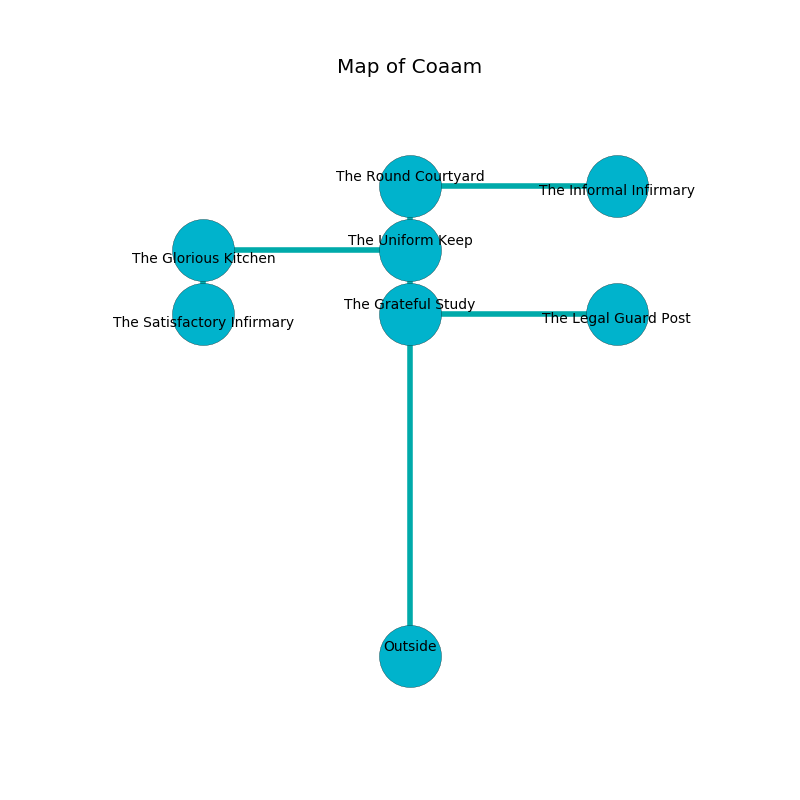 Map of Coaam
The Round Courtyard
The Informal Infirmary
The Uniform Keep
The Glorious Kitchen
The Grateful Study
The Legal Guard Post
The Satisfactory Infirmary
Outside